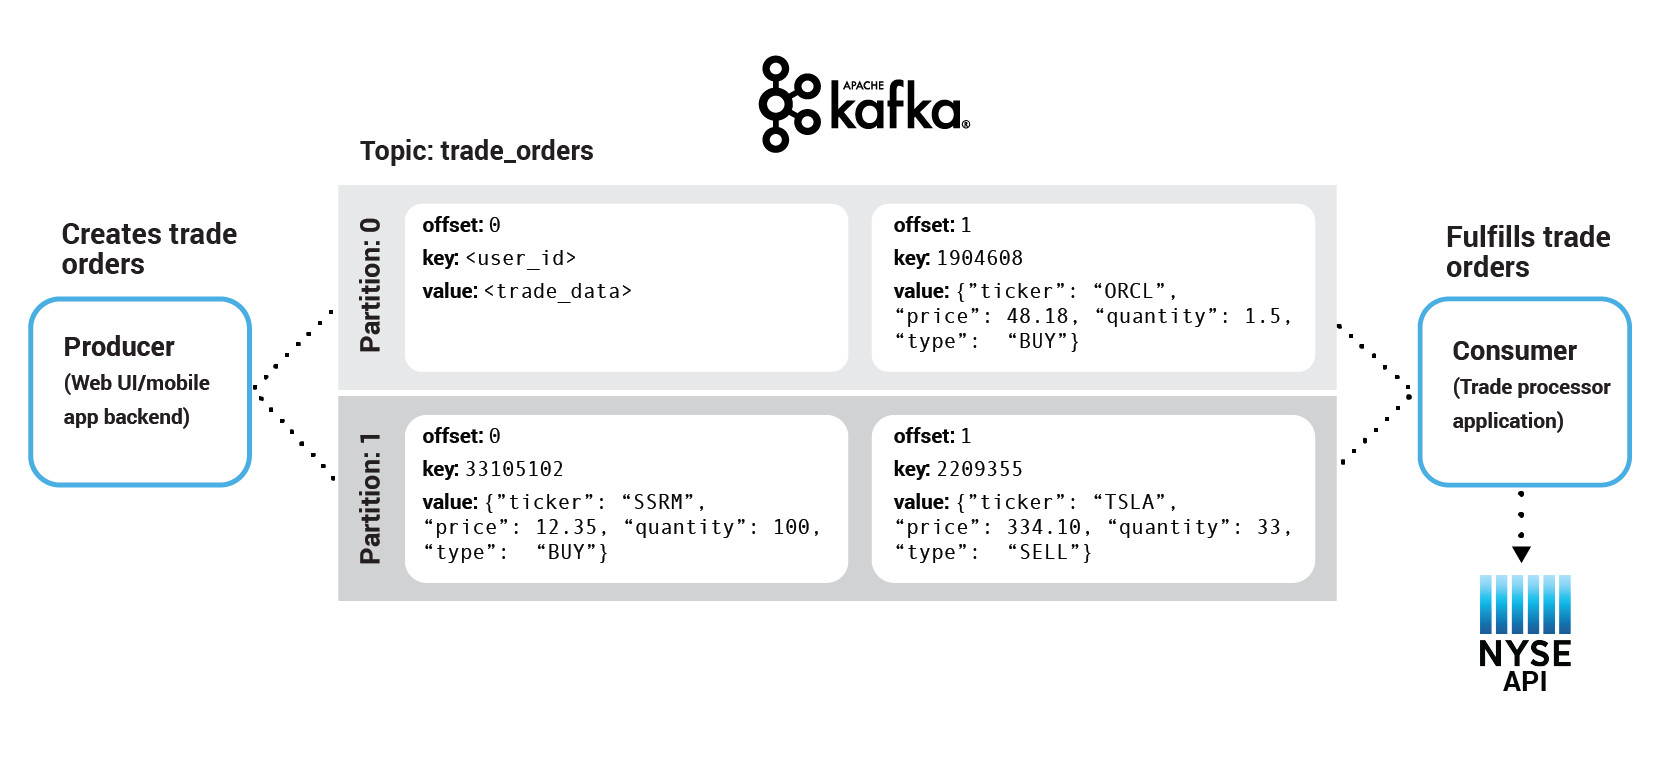 APACHE
kafka®
Topic: trade_orders
Creates trade
orders
Producer
(Web UI/mobile
app backend)
Partition: 0
offset: 0
key: <user_id>
value: <trade_data>
offset: 1
key: 1904608
value: {”ticker”: “ORCL”,
“price”: 48.18, “quantity”: 1.5,
“type”:  “BUY”}
Partition: 1
offset: 0
key: 33105102
value: {”ticker”: “SSRM”,
“price”: 12.35, “quantity”: 100,
“type”:  “BUY”}
offset: 1
key: 2209355
value: {”ticker”: “TSLA”,
“price”: 334.10, “quantity”: 33,
“type”:  “SELL”}
Fulfills trade
orders
Consumer
(Trade processor
application)
NYSE
API